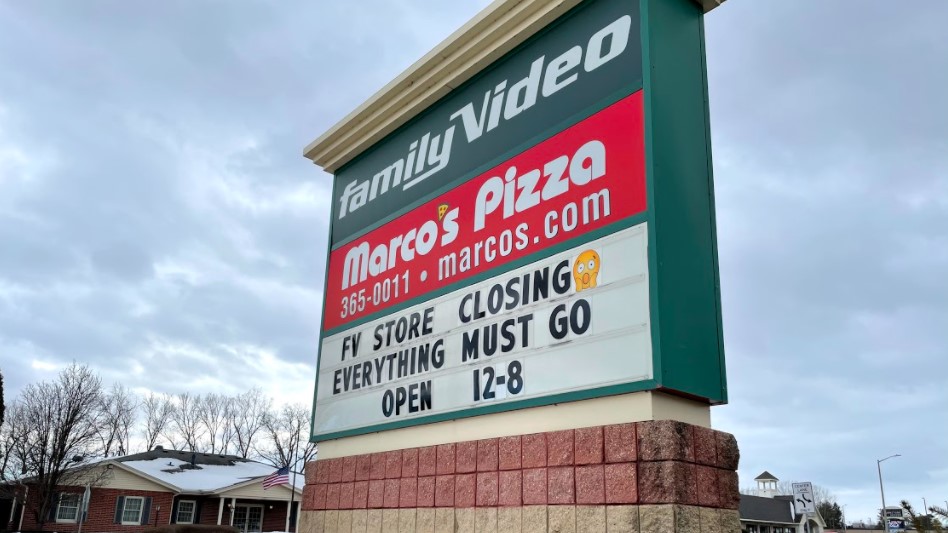 family Video
Marco's Pizza
365-0011 • marcos.com
FV STORE CLOSING😱
EVERYTHING MUST GO
OPEN 12-8